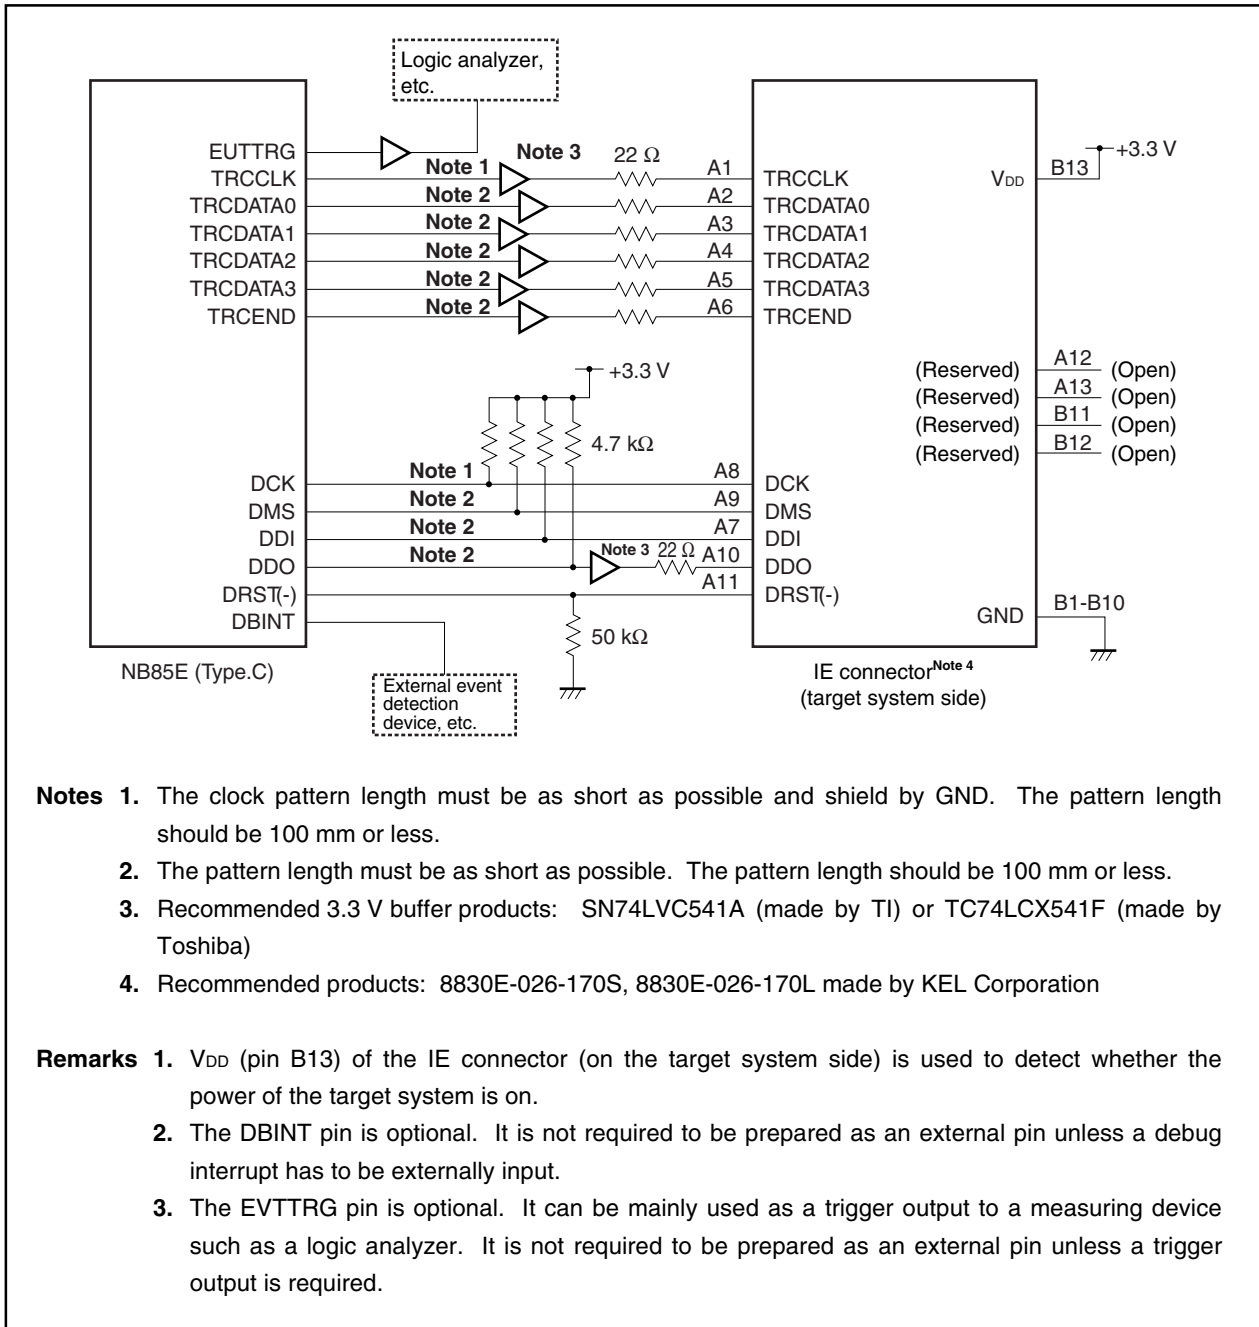 Logic analyzer,
etc.
EUTTRG
TRCCLK
TRCDATA0
TRCDATA1
TRCDATA2
TRCDATA3
TRCEND
Note 1
Note 2
Note 2
Note 2
Note 2
Note 2
Note 3
22 Ω
A1
A2
A3
A4
A5
A6
TRCCLK
TRCDATA0
TRCDATA1
TRCDATA2
TRCDATA3
TRCEND
VDD
B13
+3.3 V
(Reserved) A12 (Open)
(Reserved) A13 (Open)
(Reserved) B11 (Open)
(Reserved) B12 (Open)
+3.3 V
4.7 kΩ
DCK
DMS
DDI
DDO
DRST(-)
DBINT
Note 1
Note 2
Note 2
Note 2
Note 3
22 Ω
A8
A9
A7
A10
A11
DCK
DMS
DDI
DDO
DRST(-)
50 kΩ
GND
B1-B10
NB85E (Type.C)
External event
detection
device, etc.
IE connectorNote 4
(target system side)
Notes 1. The clock pattern length must be as short as possible and shield by GND. The pattern length
should be 100 mm or less.
2. The pattern length must be as short as possible. The pattern length should be 100 mm or less.
3. Recommended 3.3 V buffer products: SN74LVC541A (made by TI) or TC74LCX541F (made by
Toshiba)
4. Recommended products: 8830E-026-170S, 8830E-026-170L made by KEL Corporation
Remarks 1. VDD (pin B13) of the IE connector (on the target system side) is used to detect whether the
power of the target system is on.
2. The DBINT pin is optional. It is not required to be prepared as an external pin unless a debug
interrupt has to be externally input.
3. The EVTTRG pin is optional. It can be mainly used as a trigger output to a measuring device
such as a logic analyzer. It is not required to be prepared as an external pin unless a trigger
output is required.